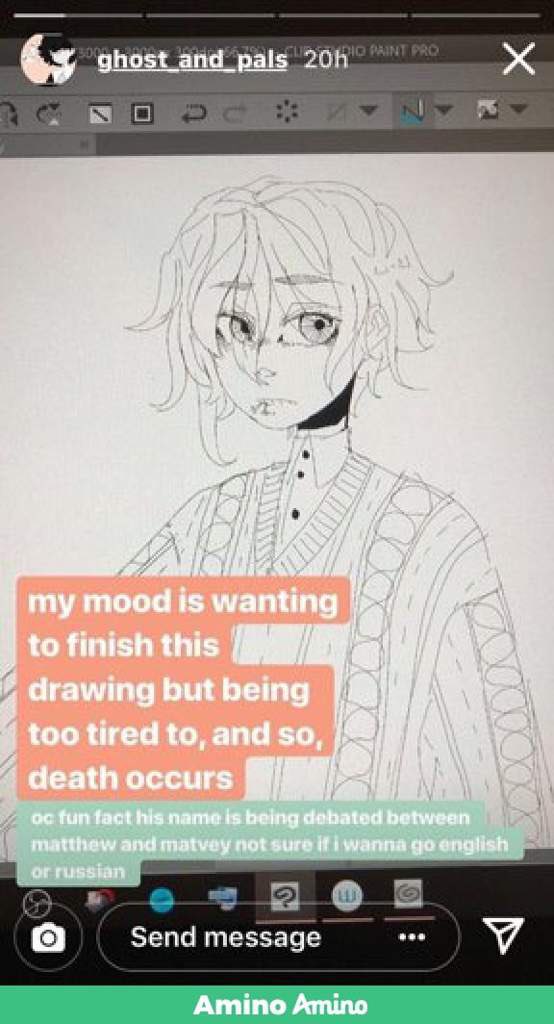 3000 CLIP STUDIO PAINT PRO
ghost_and_pals 20h
my mood is wanting
to finish this
drawing but being
too tired to, and so,
death occurs
oc fun fact his name is being debated between
matthew and matvey not sure if i wanna go english
or russian
Send message
Amino Amino